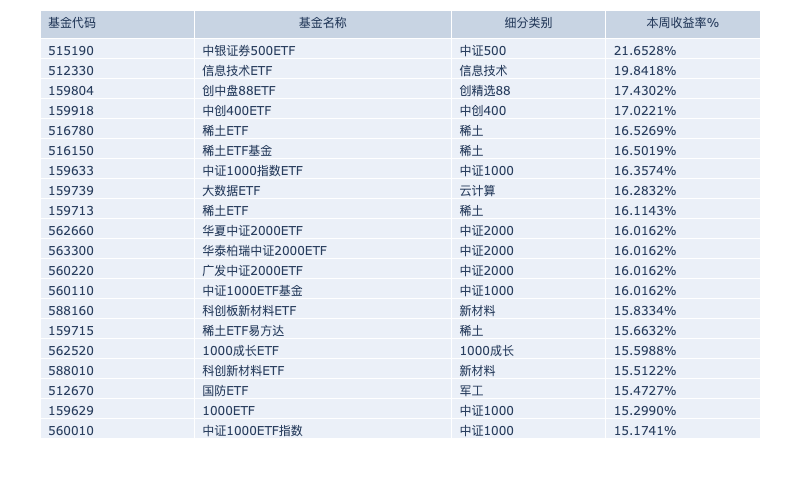 基金代码 基金名称 细分类别 本周收益率%
515190 中银证券500ETF 中证500 21.6528%
512330 信息技术ETF 信息技术 19.8418%
159804 创中盘88ETF 创精选88 17.4302%
159918 中创400ETF 中创400 17.0221%
516780 稀土ETF 稀土 16.5269%
516150 稀土ETF基金 稀土 16.5019%
159633 中证1000指数ETF 中证1000 16.3574%
159739 大数据ETF 云计算 16.2832%
159713 稀土ETF 稀土 16.1143%
562660 华夏中证2000ETF 中证2000 16.0162%
563300 华泰柏瑞中证2000ETF 中证2000 16.0162%
560220 广发中证2000ETF 中证2000 16.0162%
560110 中证1000ETF基金 中证1000 16.0162%
588160 科创板新材料ETF 新材料 15.8334%
159715 稀土ETF易方达 稀土 15.6632%
562520 1000成长ETF 1000成长 15.5988%
588010 科创新材料ETF 新材料 15.5122%
512670 国防ETF 军工 15.4727%
159629 1000ETF 中证1000 15.2990%
560010 中证1000ETF指数 中证1000 15.1741%